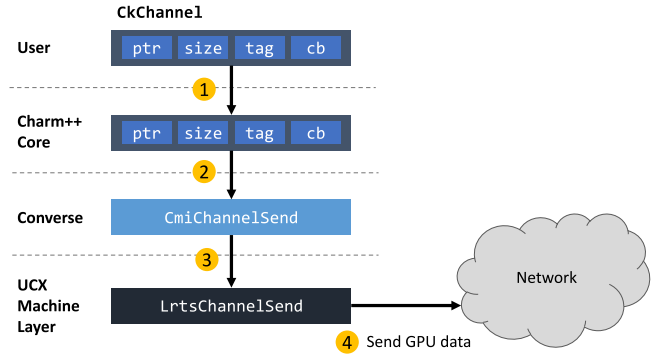 CkChannel
User
ptr size tag cb
1
Charm++
Core
ptr size tag cb
2
Converse
CmiChannelSend
3
UCX
Machine
Layer
LrtsChannelSend
Network
4 Send GPU data